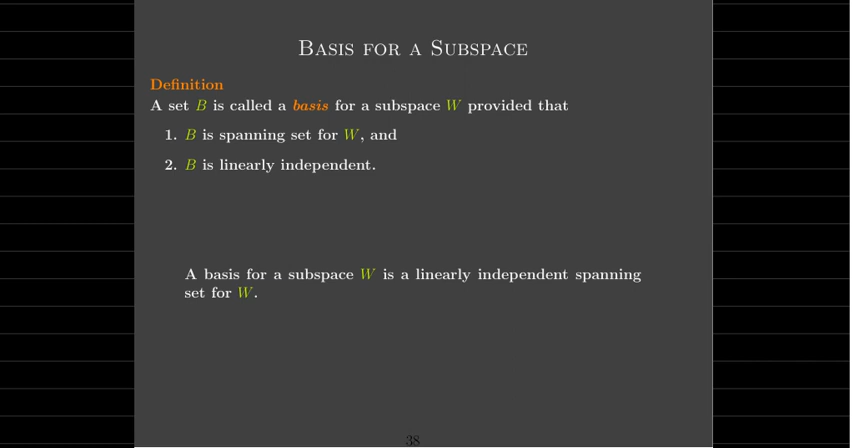 Basis for a Subspace
Definition
A set B is called a basis for a subspace W provided that
1. B is spanning set for W, and
2. B is linearly independent.
A basis for a subspace W is a linearly independent spanning
set for W.
38